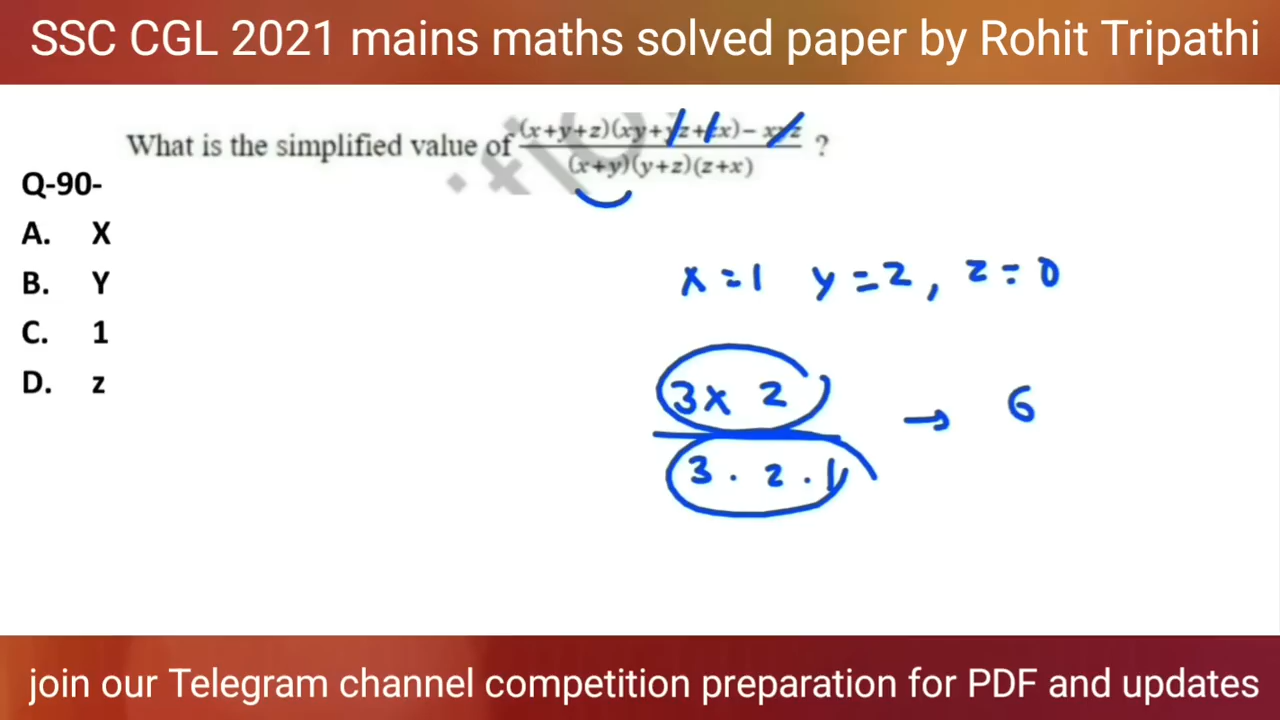 SSC CGL 2021 mains maths solved paper by Rohit Tripathi
What is the simplified value of (x+y+z)(xy+yz+zx)−xyz / (x+y)(y+z)(z+x) ?
Q-90-
A. X
B. Y
C. 1
D. z
x=1 y=2, z=0
3x 2
3 . 2 . 1
→ 6
join our Telegram channel competition preparation for PDF and updates